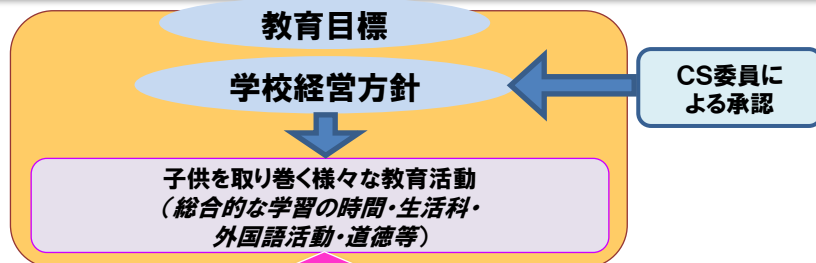 教育目標
学校経営方針
CS委員に
よる承認
子供を取り巻く様々な教育活動
（総合的な学習の時間・生活科・
外国語活動・道徳等）